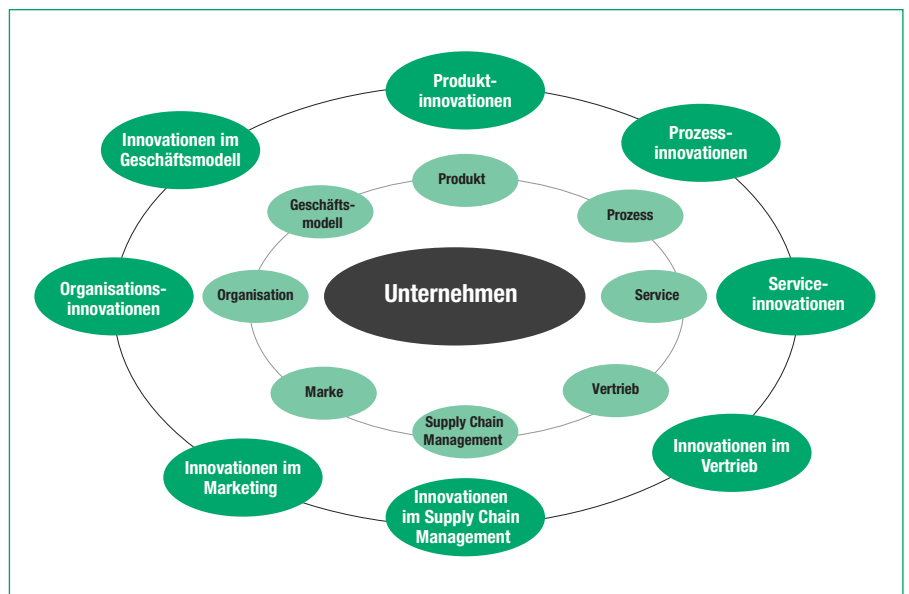 Produkt-
innovationen
Prozess-
innovationen
Innovationen im
Geschäftsmodell
Produkt
Geschäfts-
modell
Prozess
Organisations-
innovationen
Organisation
Unternehmen
Service
Service-
innovationen
Marke
Vertrieb
Supply Chain
Management
Innovationen im
Marketing
Innovationen im
Vertrieb
Innovationen
im Supply Chain
Management